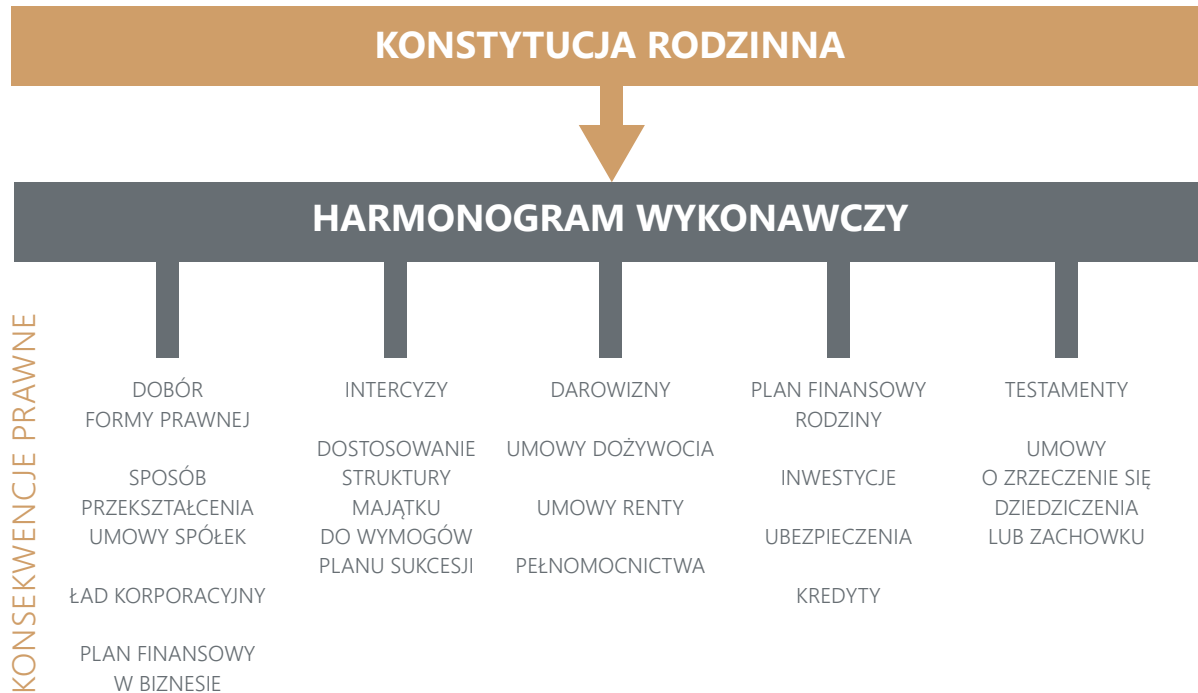 KONSTYTUCJA RODZINNA
HARMONOGRAM WYKONAWCZY
KONSEKWENCJE PRAWNE
DOBÓR
FORMY PRAWNEJ
SPOSÓB
PRZEKSZTAŁCENIA
UMOWY SPÓŁEK
ŁAD KORPORACYJNY
PLAN FINANSOWY
W BIZNESIE
INTERCYZY
DOSTOSOWANIE
STRUKTURY
MAJĄTKU
DO WYMOGÓW
PLANU SUKCESJI
DAROWIZNY
UMOWY DOŻYWOCIA
UMOWY RENTY
PEŁNOMOCNICTWA
PLAN FINANSOWY
RODZINY
INWESTYCJE
UBEZPIECZENIA
KREDYTY
TESTAMENTY
UMOWY
O ZRZECZENIE SIĘ
DZIEDZICZENIA
LUB ZACHOWKU